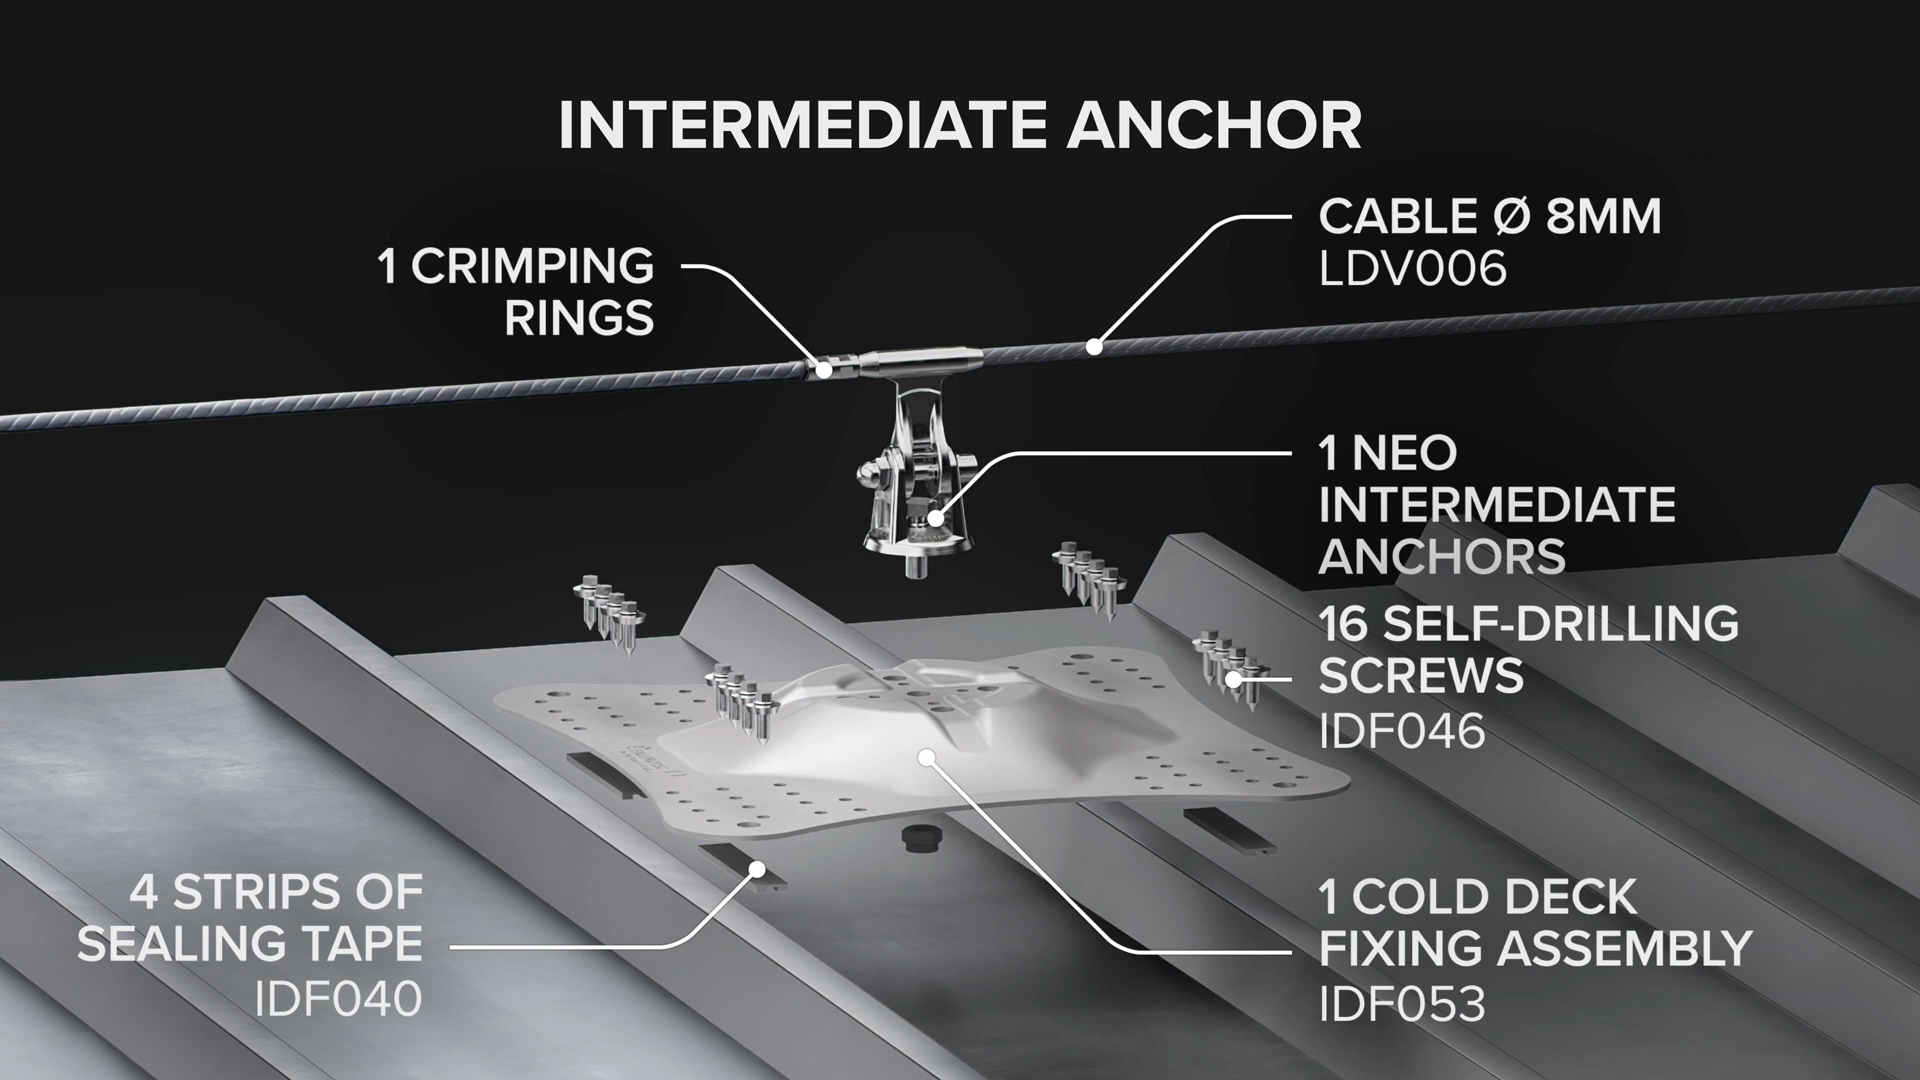 INTERMEDIATE ANCHOR
CABLE Ø 8MM
LDV006
1 CRIMPING
RINGS
1 NEO
INTERMEDIATE
ANCHORS
16 SELF-DRILLING
SCREWS
IDF046
4 STRIPS OF
SEALING TAPE
IDF040
1 COLD DECK
FIXING ASSEMBLY
IDF053